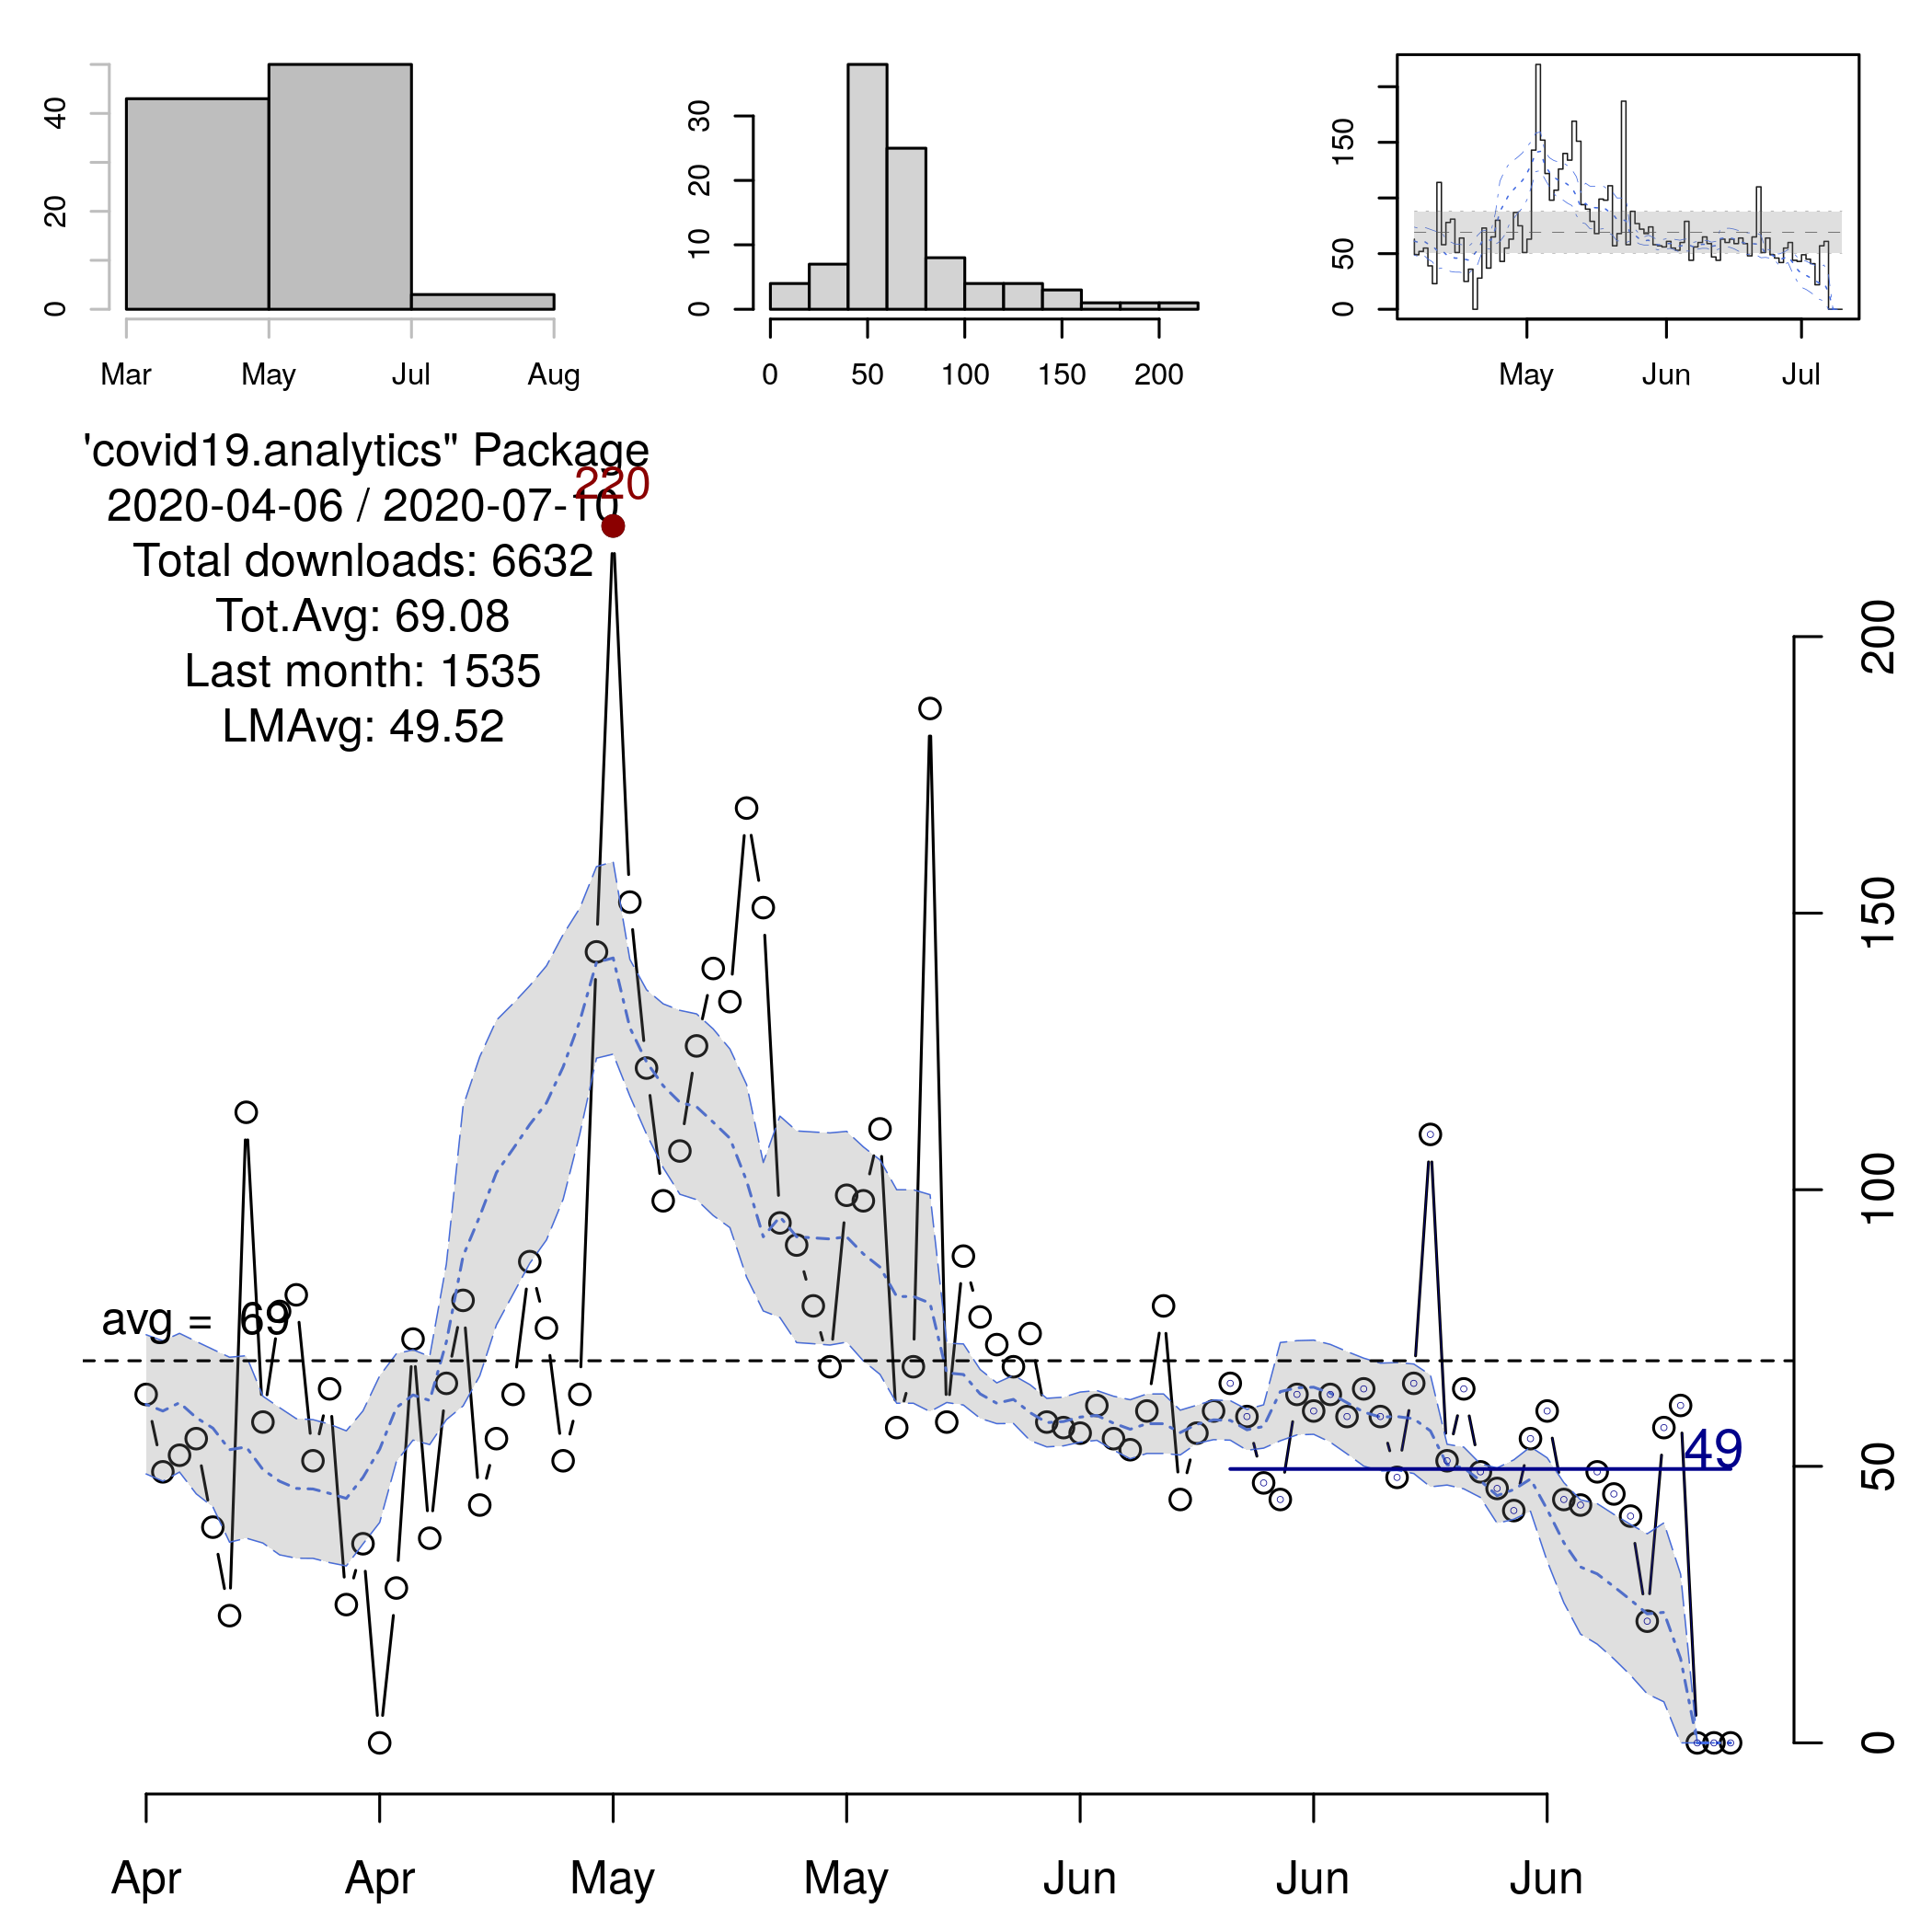 40
20
0
Mar May Jul Aug
30
20
10
0
0 50 100 150 200
150
50
0
May Jun Jul
'covid19.analytics" Package
220
2020-04-06 / 2020-07-10
Total downloads: 6632
Tot.Avg: 69.08
Last month: 1535
LMAvg: 49.52
200
150
100
50
0
avg = 69
49
Apr Apr May May Jun Jun Jun